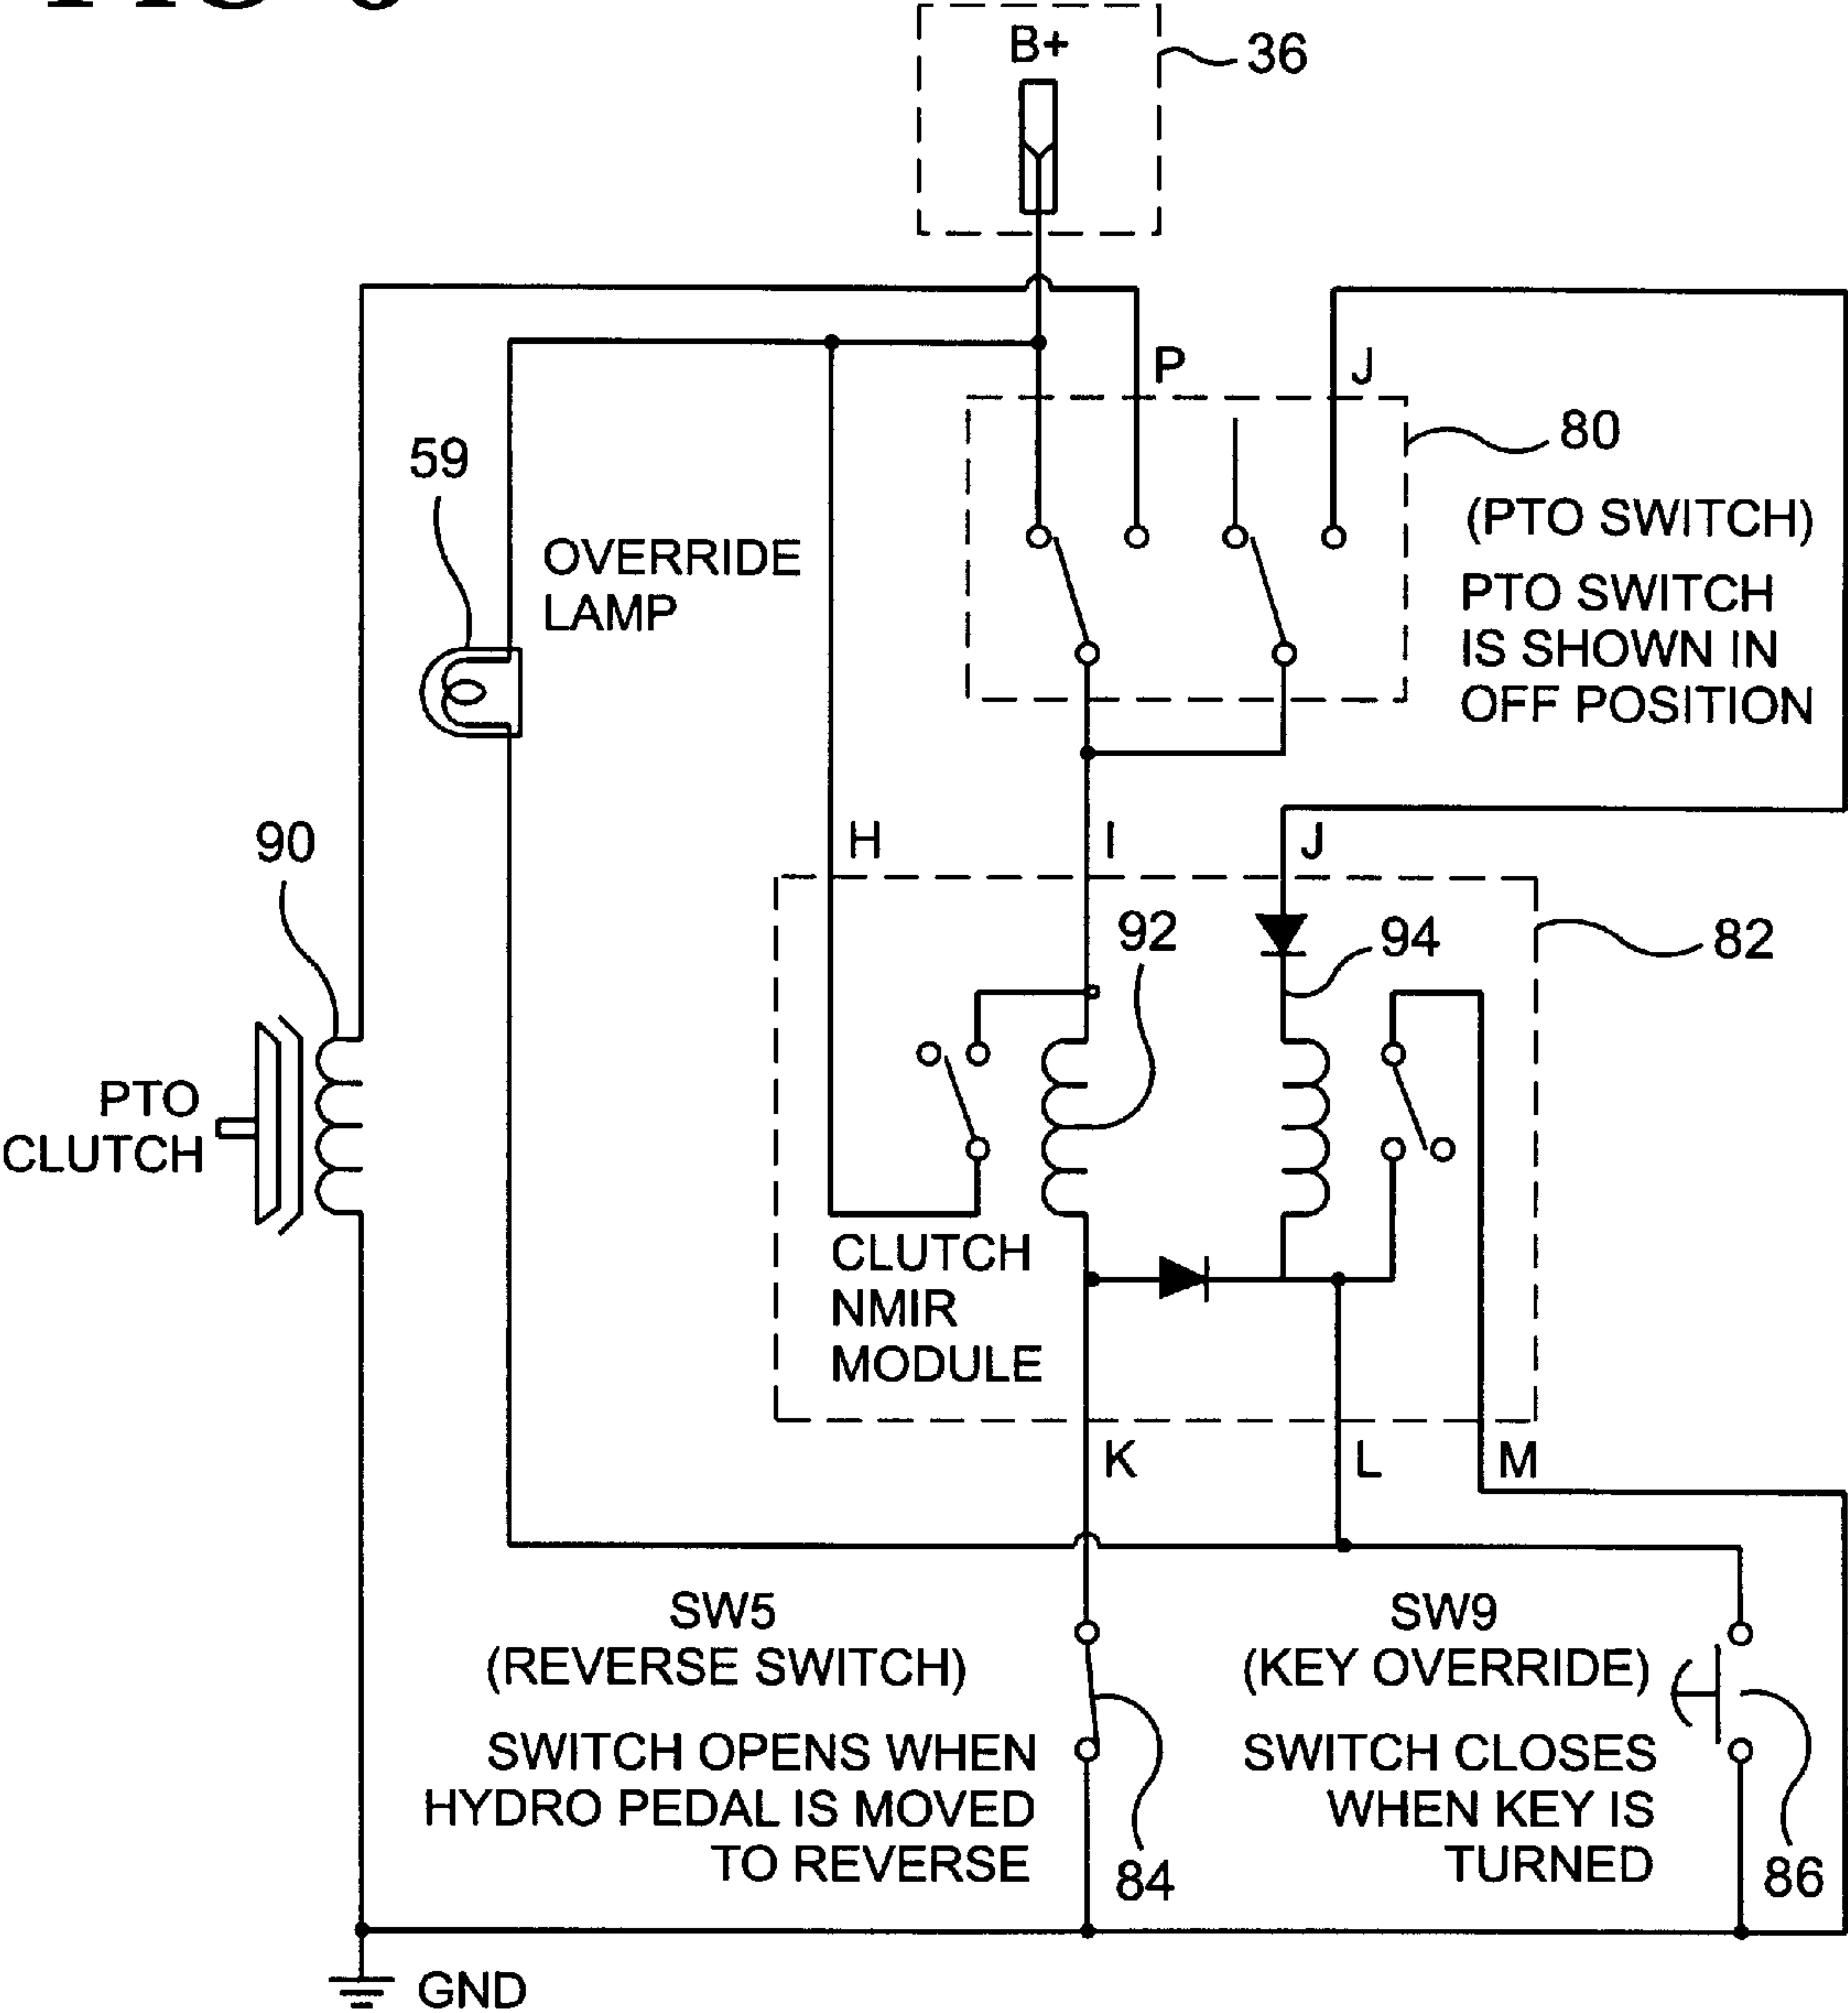 B+
36
P
J
80
59
(PTO SWITCH)
OVERRIDE
LAMP
PTO SWITCH
IS SHOWN IN
OFF POSITION
90
H
I
J
92
94
82
PTO
CLUTCH
CLUTCH
NMIR
MODULE
K
L
M
SW5
(REVERSE SWITCH)
SWITCH OPENS WHEN
HYDRO PEDAL IS MOVED
TO REVERSE
84
SW9
(KEY OVERRIDE)
SWITCH CLOSES
WHEN KEY IS
TURNED
86
GND